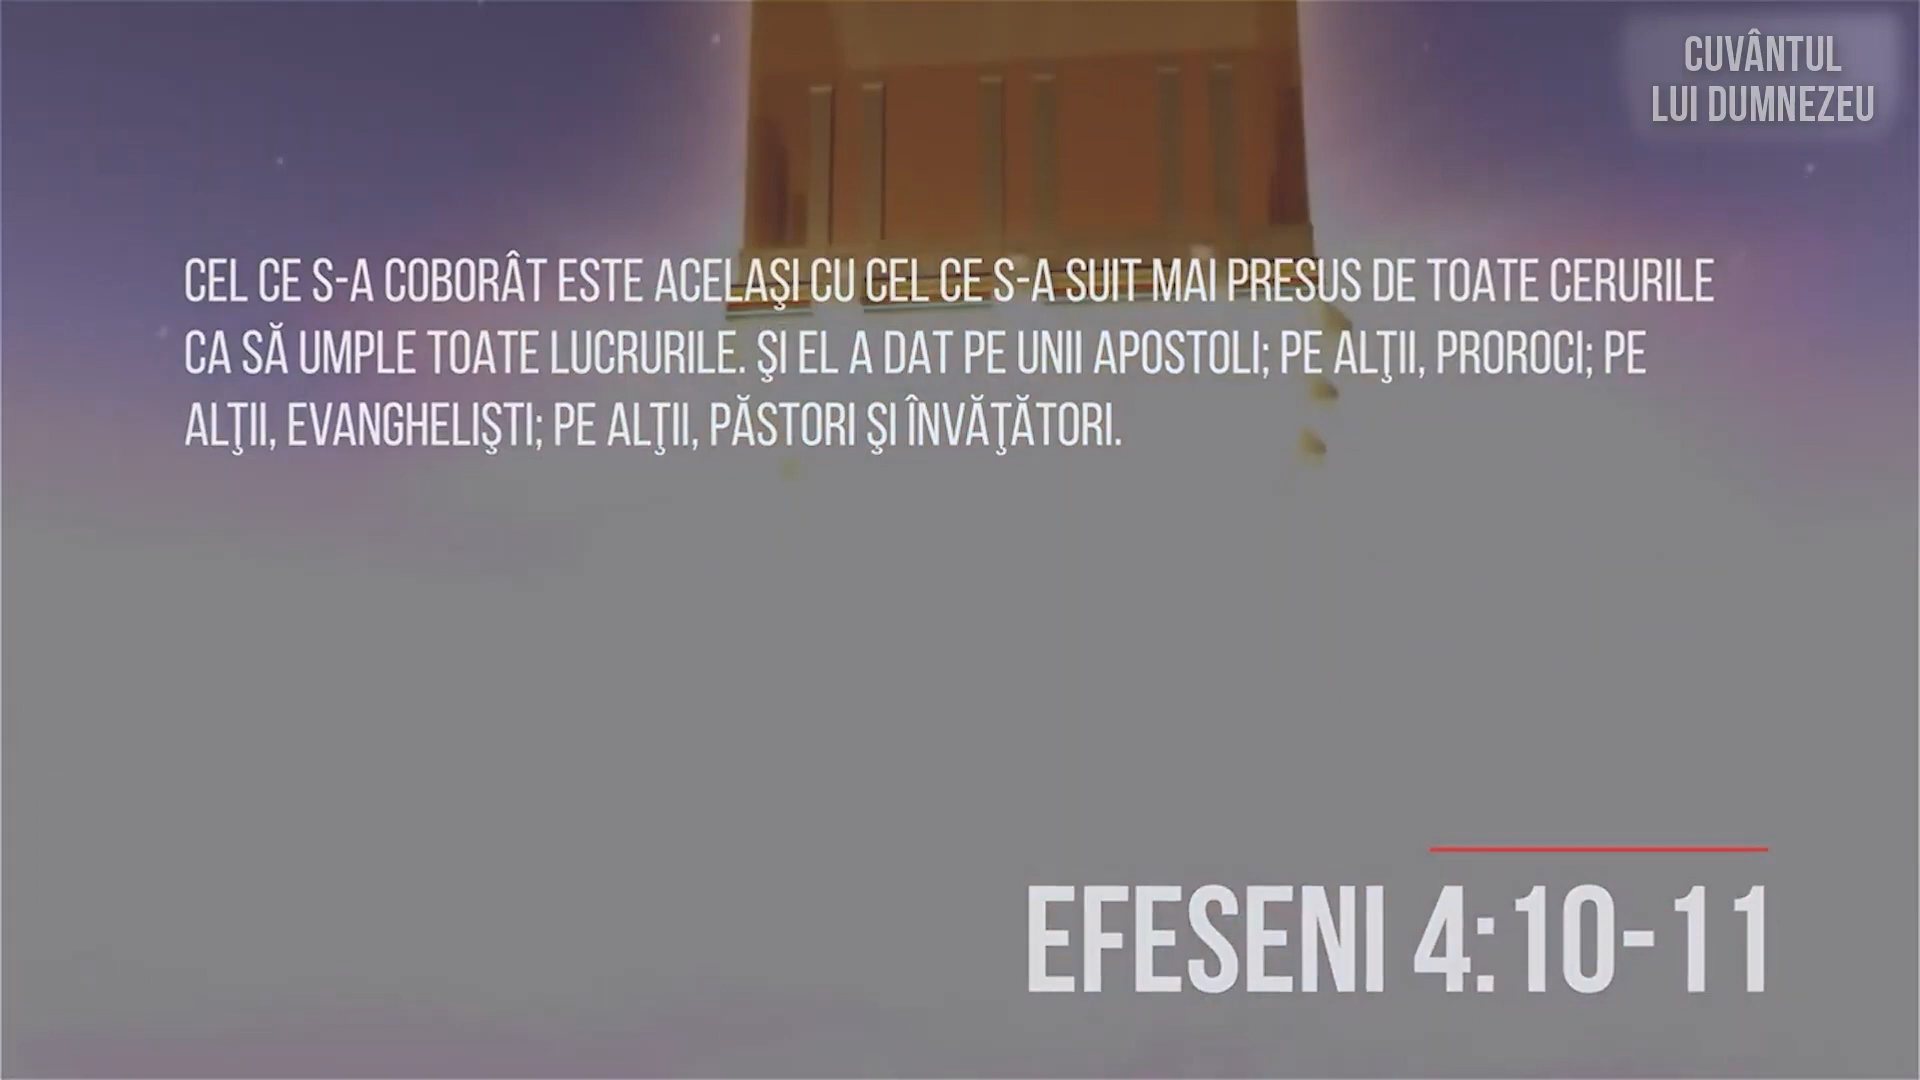 CUVÂNTUL
LUI DUMNEZEU
CEL CE S-A COBORÂT ESTE ACELAŞI CU CEL CE S-A SUIT MAI PRESUS DE TOATE CERURILE
CA SĂ UMPLE TOATE LUCRURILE. ŞI EL A DAT PE UNII APOSTOLI; PE ALŢII, PROROCI; PE
ALŢII, EVANGHELIŞTI; PE ALŢII, PĂSTORI ŞI ÎNVĂŢĂTORI.
EFESENI 4:10-11